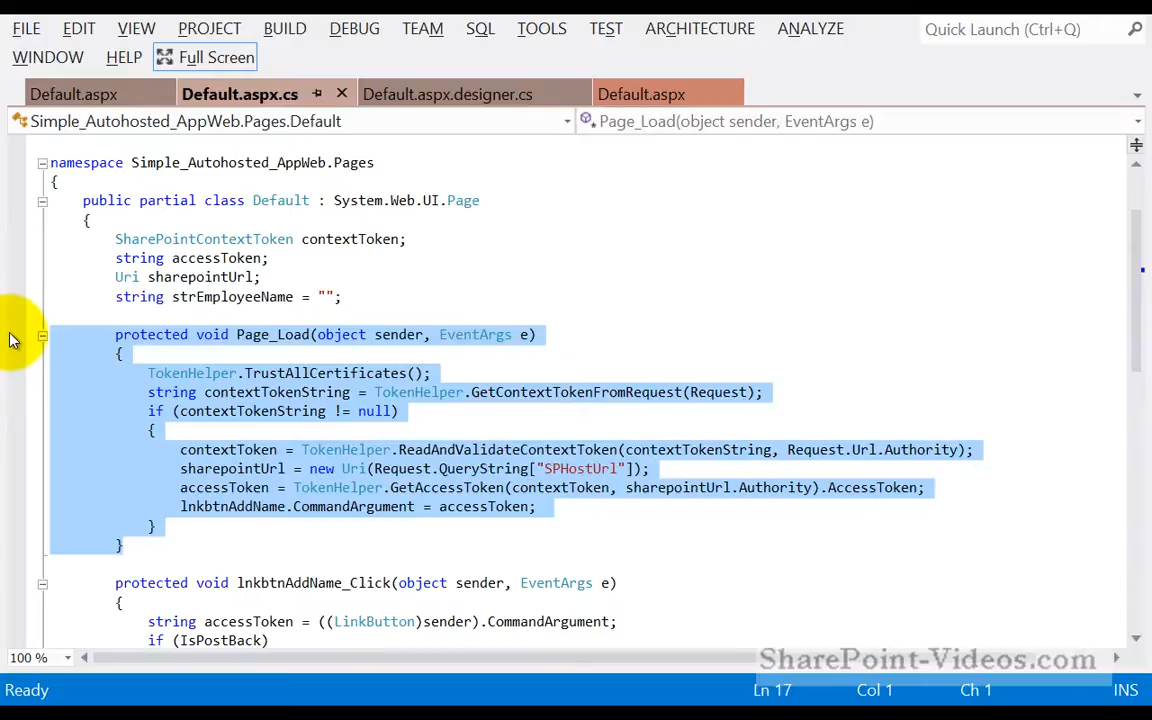 FILE EDIT VIEW PROJECT BUILD DEBUG TEAM SQL TOOLS TEST ARCHITECTURE ANALYZE Quick Launch (Ctrl+Q)
WINDOW HELP Full Screen
Default.aspx Default.aspx.cs Default.aspx.designer.cs Default.aspx
Simple_Autohosted_AppWeb.Pages.Default Page_Load(object sender, EventArgs e)
namespace Simple_Autohosted_AppWeb.Pages
{
public partial class Default : System.Web.UI.Page
{
SharePointContextToken contextToken;
string accessToken;
Uri sharepointUrl;
string strEmployeeName = "";
protected void Page_Load(object sender, EventArgs e)
{
TokenHelper.TrustAllCertificates();
string contextTokenString = TokenHelper.GetContextTokenFromRequest(Request);
if (contextTokenString != null)
{
contextToken = TokenHelper.ReadAndValidateContextToken(contextTokenString, Request.Url.Authority);
sharepointUrl = new Uri(Request.QueryString["SPHostUrl"]);
accessToken = TokenHelper.GetAccessToken(contextToken, sharepointUrl.Authority).AccessToken;
lnkbtnAddName.CommandArgument = accessToken;
}
}
protected void lnkbtnAddName_Click(object sender, EventArgs e)
{
string accessToken = ((LinkButton)sender).CommandArgument;
if (IsPostBack)
100 %
SharePoint-Videos.com
Ready Ln 17 Col 1 Ch 1 INS